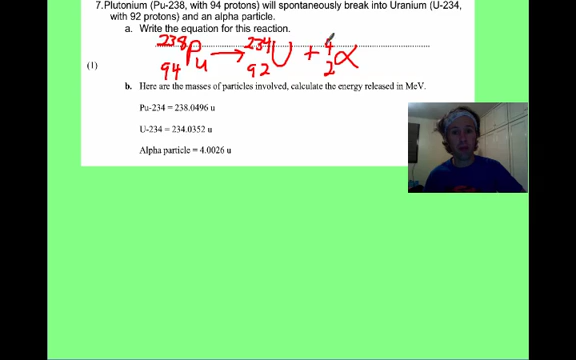 7.Plutonium (Pu-238, with 94 protons) will spontaneously break into Uranium (U-234,
with 92 protons) and an alpha particle.
a. Write the equation for this reaction.
238 94 Pu → 234 92 U + 4 2 α
(1)
b. Here are the masses of particles involved, calculate the energy released in MeV.
Pu-234 = 238.0496 u
U-234 = 234.0352 u
Alpha particle = 4.0026 u